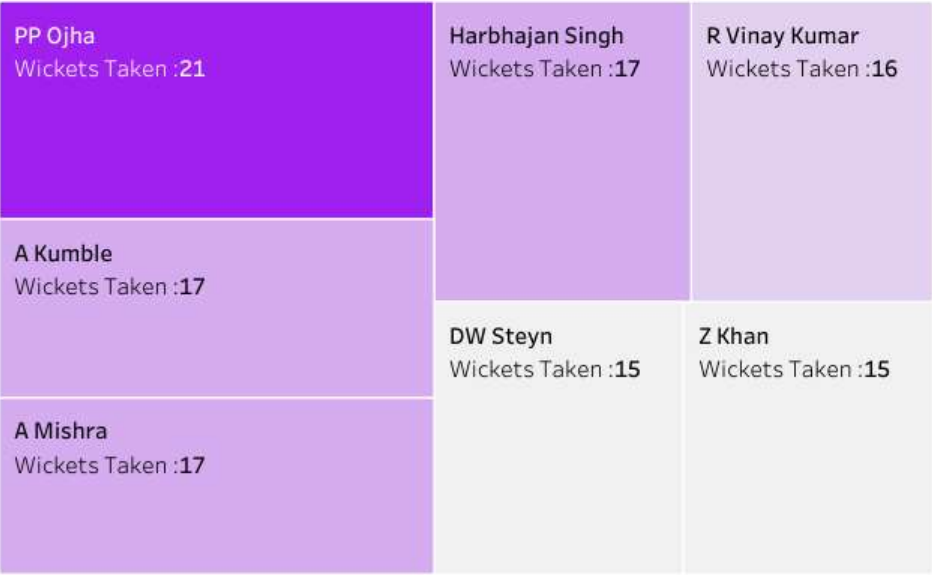 PP Ojha
Wickets Taken :21
A Kumble
Wickets Taken :17
A Mishra
Wickets Taken :17
Harbhajan Singh
Wickets Taken :17
R Vinay Kumar
Wickets Taken :16
DW Steyn
Wickets Taken :15
Z Khan
Wickets Taken :15